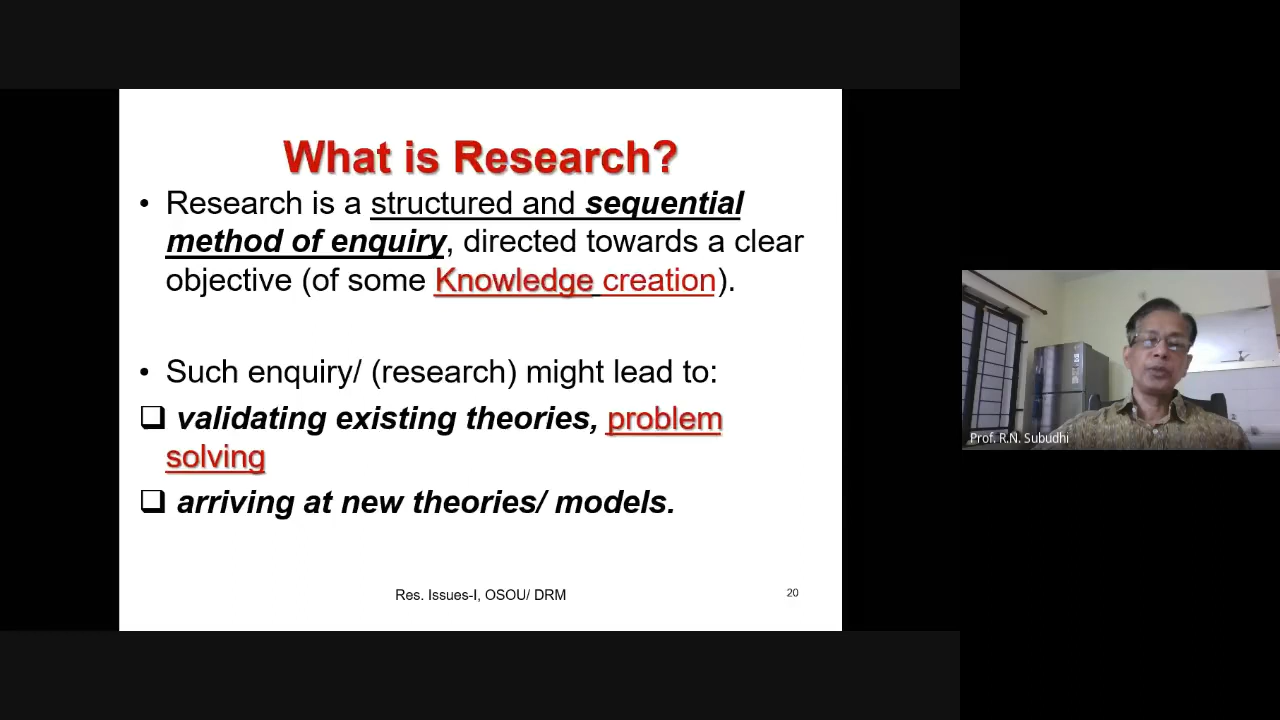 What is Research?
• Research is a structured and sequential
method of enquiry, directed towards a clear
objective (of some Knowledge creation).
• Such enquiry/ (research) might lead to:
❑ validating existing theories, problem
solving
❑ arriving at new theories/ models.
Res. Issues-I, OSOU/ DRM
20
Prof. R.N. Subudhi